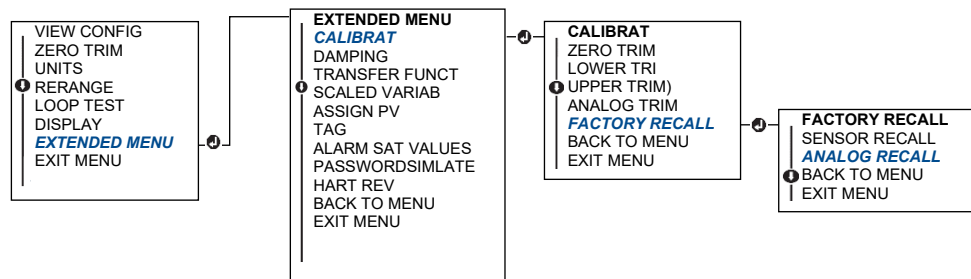 VIEW CONFIG
ZERO TRIM
UNITS
RERANGE
LOOP TEST
DISPLAY
EXTENDED MENU
EXIT MENU
EXTENDED MENU
CALIBRAT
DAMPING
TRANSFER FUNCT
SCALED VARIAB
ASSIGN PV
TAG
ALARM SAT VALUES
PASSWORDSIMLATE
HART REV
BACK TO MENU
EXIT MENU
CALIBRAT
ZERO TRIM
LOWER TRI
UPPER TRIM)
ANALOG TRIM
FACTORY RECALL
BACK TO MENU
EXIT MENU
FACTORY RECALL
SENSOR RECALL
ANALOG RECALL
BACK TO MENU
EXIT MENU